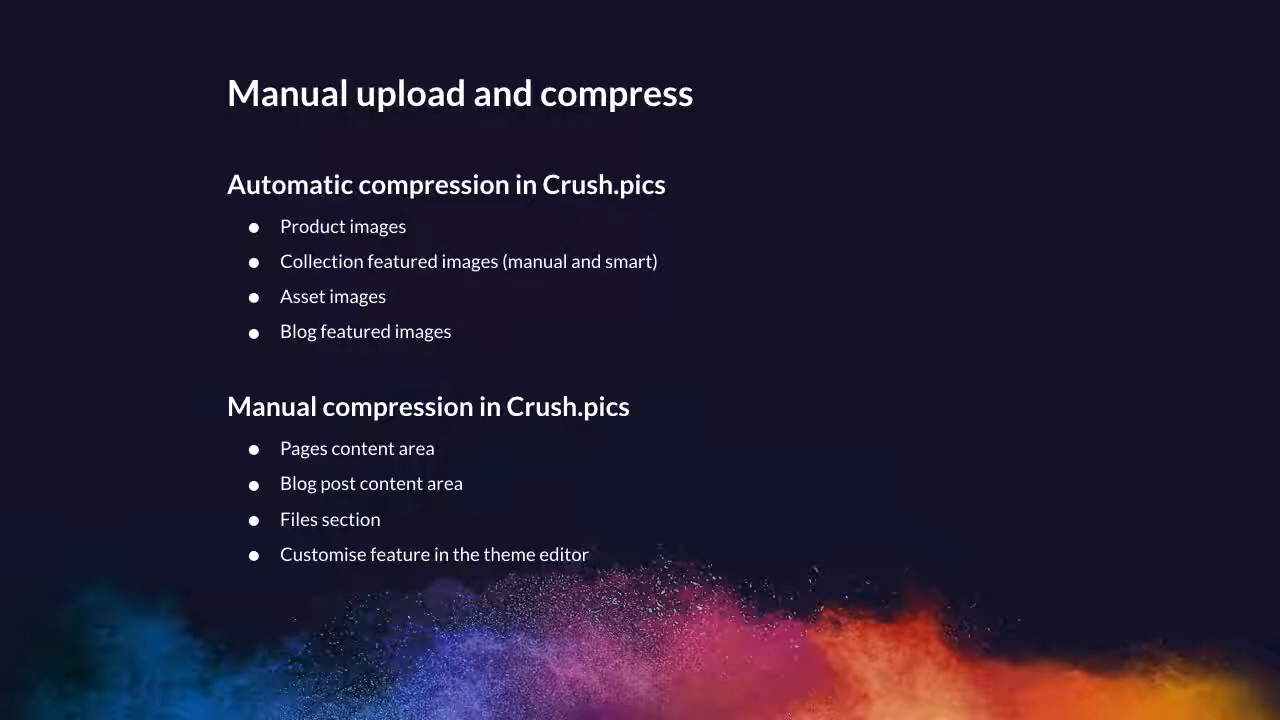 Manual upload and compress
Automatic compression in Crush.pics
● Product images
● Collection featured images (manual and smart)
● Asset images
● Blog featured images
Manual compression in Crush.pics
● Pages content area
● Blog post content area
● Files section
● Customise feature in the theme editor